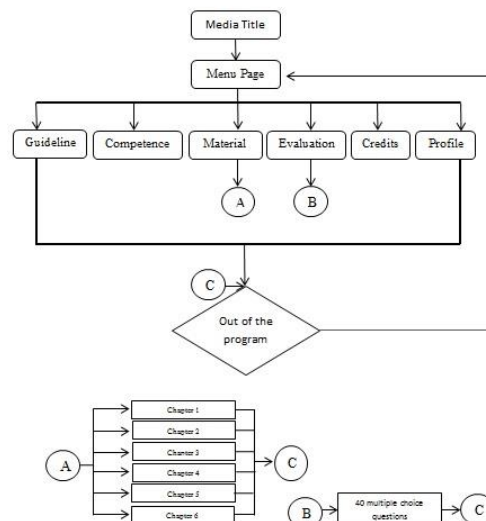 Media Title
Menu Page
Guideline
Competence
Material
Evaluation
Credits
Profile
A
B
C
Out of the
program
Chapter 1
Chapter 2
Chapter 3
Chapter 4
Chapter 5
Chapter 6
A
C
B
40 multiple choice
questions
C